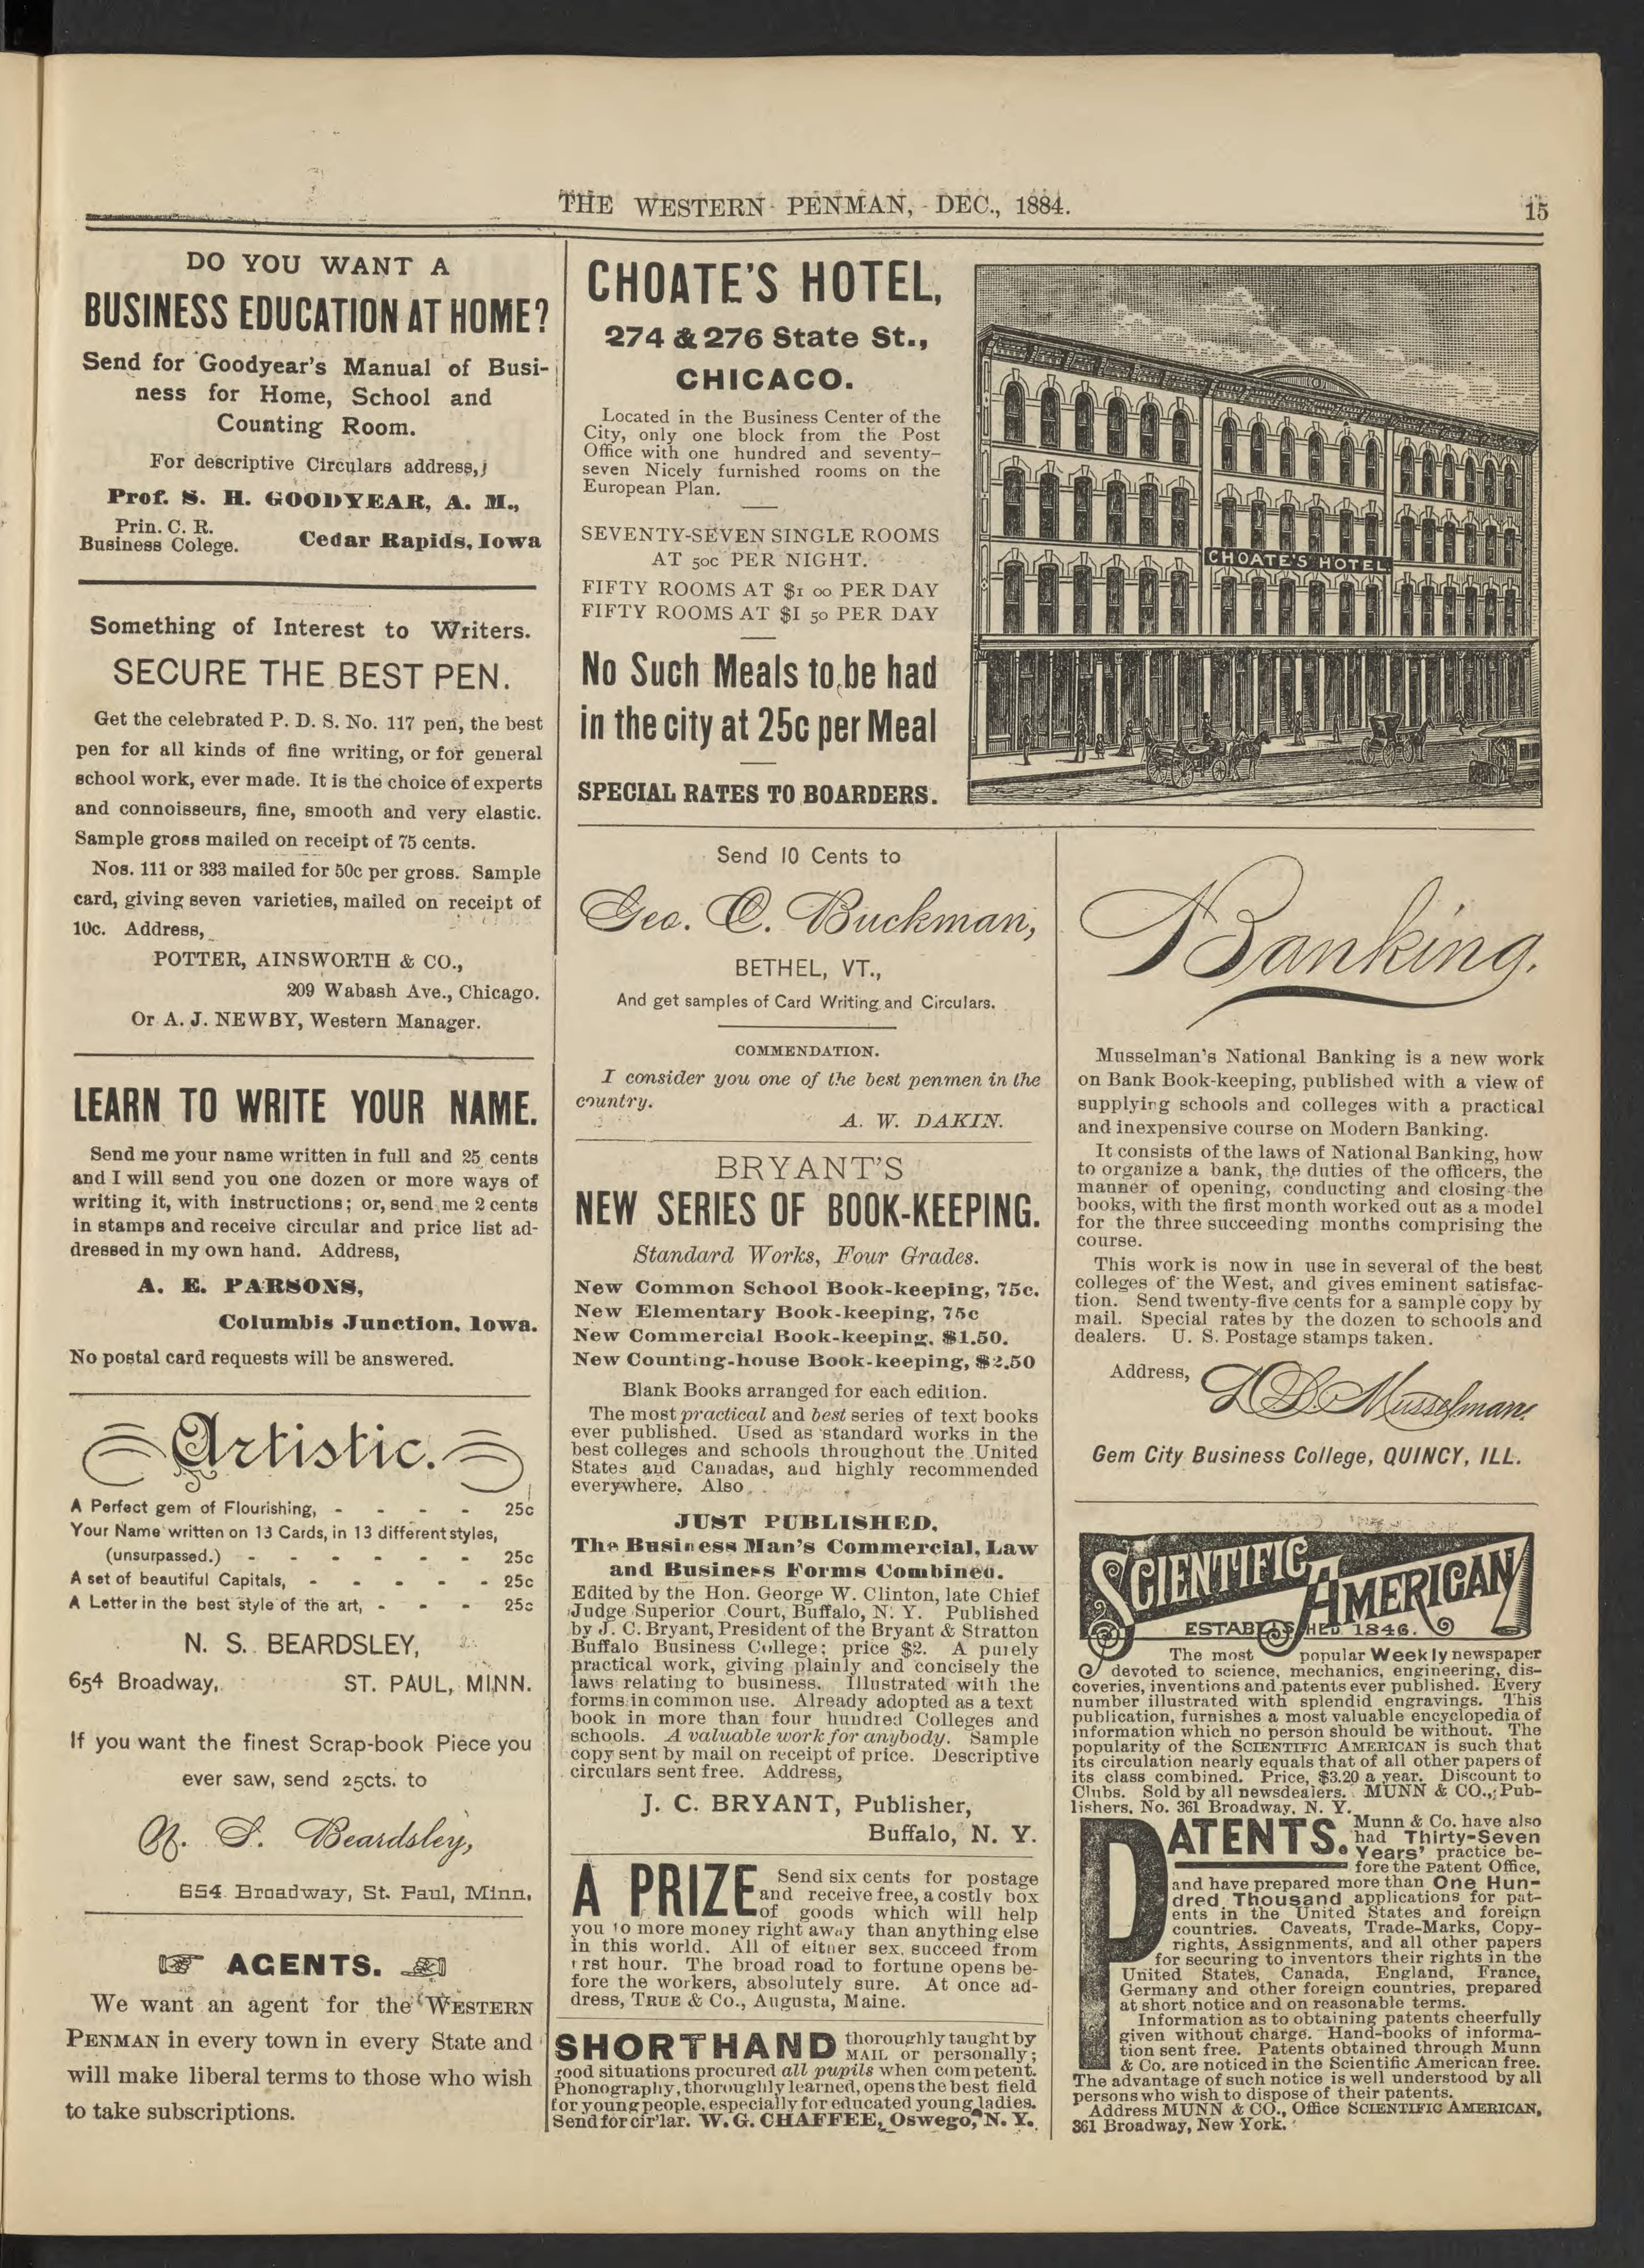 THE WESTERN PENMAN, DEC., 1884.
15
DO YOU WANT A
BUSINESS EDUCATION AT HOME?
Send for Goodyear's Manual of Busi-
ness for Home, School and
Counting Room.
For descriptive Circulars address,
Prof. S. H. GOODYEAR, A. M.,
Prin. C. R.
Business Colege.
Cedar Rapids, Iowa
Something of Interest to Writers.
SECURE THE BEST PEN.
Get the celebrated P. D. S. No. 117 pen, the best
pen for all kinds of fine writing, or for general
school work, ever made. It is the choice of experts
and connoisseurs, fine, smooth and very elastic.
Sample gross mailed on receipt of 75 cents.
Nos. 111 or 333 mailed for 50c per gross. Sample
card, giving seven varieties, mailed on receipt of
10c. Address,
POTTER, AINSWORTH & CO.,
209 Wabash Ave., Chicago.
Or A. J. NEWBY, Western Manager.
LEARN TO WRITE YOUR NAME.
Send me your name written in full and 25 cents
and I will send you one dozen or more ways of
writing it, with instructions; or, send me 2 cents
in stamps and receive circular and price list ad-
dressed in my own hand. Address,
A. E. PARSONS,
Columbis Junction, Iowa.
No postal card requests will be answered.
Artistic.
A Perfect gem of Flourishing, - - - - 25c
Your Name written on 13 Cards, in 13 different styles,
(unsurpassed.) - - - - - - 25c
A set of beautiful Capitals, - - - - - 25c
A Letter in the best style of the art, - - - 25c
N. S. BEARDSLEY,
654 Broadway, ST. PAUL, MINN.
If you want the finest Scrap-book Piece you
ever saw, send 25cts. to
N. S. Beardsley,
654 Broadway, St. Paul, Minn.
☞ AGENTS. ☜
We want an agent for the WESTERN
PENMAN in every town in every State and
will make liberal terms to those who wish
to take subscriptions.
CHOATE'S HOTEL,
274 & 276 State St.,
CHICAGO.
Located in the Business Center of the
City, only one block from the Post
Office with one hundred and seventy-
seven Nicely furnished rooms on the
European Plan.
SEVENTY-SEVEN SINGLE ROOMS
AT 50c PER NIGHT.
FIFTY ROOMS AT $1 00 PER DAY
FIFTY ROOMS AT $1 50 PER DAY
No Such Meals to be had
in the city at 25c per Meal
SPECIAL RATES TO BOARDERS.
CHOATE'S HOTEL
Send 10 Cents to
Geo. C. Buckman,
BETHEL, VT.,
And get samples of Card Writing and Circulars.
COMMENDATION.
I consider you one of the best penmen in the
country.
A. W. DAKIN.
BRYANT'S
NEW SERIES OF BOOK-KEEPING.
Standard Works, Four Grades.
New Common School Book-keeping, 75c.
New Elementary Book-keeping, 75c
New Commercial Book-keeping, $1.50.
New Counting-house Book-keeping, $2.50
Blank Books arranged for each edition.
The most practical and best series of text books
ever published. Used as standard works in the
best colleges and schools throughout the United
States and Canadas, and highly recommended
everywhere. Also
JUST PUBLISHED.
The Business Man's Commercial, Law
and Business Forms Combined.
Edited by the Hon. George W. Clinton, late Chief
Judge Superior Court, Buffalo, N. Y. Published
by J. C. Bryant, President of the Bryant & Stratton
Buffalo Business College; price $2. A purely
practical work, giving plainly and concisely the
laws relating to business. Illustrated with the
forms in common use. Already adopted as a text
book in more than four hundred Colleges and
schools. A valuable work for anybody. Sample
copy sent by mail on receipt of price. Descriptive
circulars sent free. Address,
J. C. BRYANT, Publisher,
Buffalo, N. Y.
A PRIZE Send six cents for postage
and receive free, a costly box
of goods which will help
you to more money right away than anything else
in this world. All of either sex, succeed from
first hour. The broad road to fortune opens be-
fore the workers, absolutely sure. At once ad-
dress, TRUE & Co., Augusta, Maine.
SHORTHAND thoroughly taught by
MAIL or personally;
good situations procured all pupils when competent.
Phonography, thoroughly learned, opens the best field
for young people, especially for educated young ladies.
Send for cir'lar. W. G. CHAFFEE, Oswego, N. Y.
Banking.
Musselman's National Banking is a new work
on Bank Book-keeping, published with a view of
supplying schools and colleges with a practical
and inexpensive course on Modern Banking.
It consists of the laws of National Banking, how
to organize a bank, the duties of the officers, the
manner of opening, conducting and closing the
books, with the first month worked out as a model
for the three succeeding months comprising the
course.
This work is now in use in several of the best
colleges of the West, and gives eminent satisfac-
tion. Send twenty-five cents for a sample copy by
mail. Special rates by the dozen to schools and
dealers. U. S. Postage stamps taken.
Address, D. L. Musselman,
Gem City Business College, QUINCY, ILL.
SCIENTIFIC AMERICAN
ESTABLISHED 1846.
The most popular Weekly newspaper
devoted to science, mechanics, engineering, dis-
coveries, inventions and patents ever published. Every
number illustrated with splendid engravings. This
publication, furnishes a most valuable encyclopedia of
information which no person should be without. The
popularity of the SCIENTIFIC AMERICAN is such that
its circulation nearly equals that of all other papers of
its class combined. Price, $3.20 a year. Discount to
Clubs. Sold by all newsdealers. MUNN & CO., Pub-
lishers, No. 361 Broadway, N. Y.
PATENTS. Munn & Co. have also
had Thirty-Seven
Years' practice be-
fore the Patent Office,
and have prepared more than One Hun-
dred Thousand applications for pat-
ents in the United States and foreign
countries. Caveats, Trade-Marks, Copy-
rights, Assignments, and all other papers
for securing to inventors their rights in the
United States, Canada, England, France,
Germany and other foreign countries, prepared
at short notice and on reasonable terms.
Information as to obtaining patents cheerfully
given without charge. Hand-books of informa-
tion sent free. Patents obtained through Munn
& Co. are noticed in the Scientific American free.
The advantage of such notice is well understood by all
persons who wish to dispose of their patents.
Address MUNN & CO., Office SCIENTIFIC AMERICAN,
361 Broadway, New York.